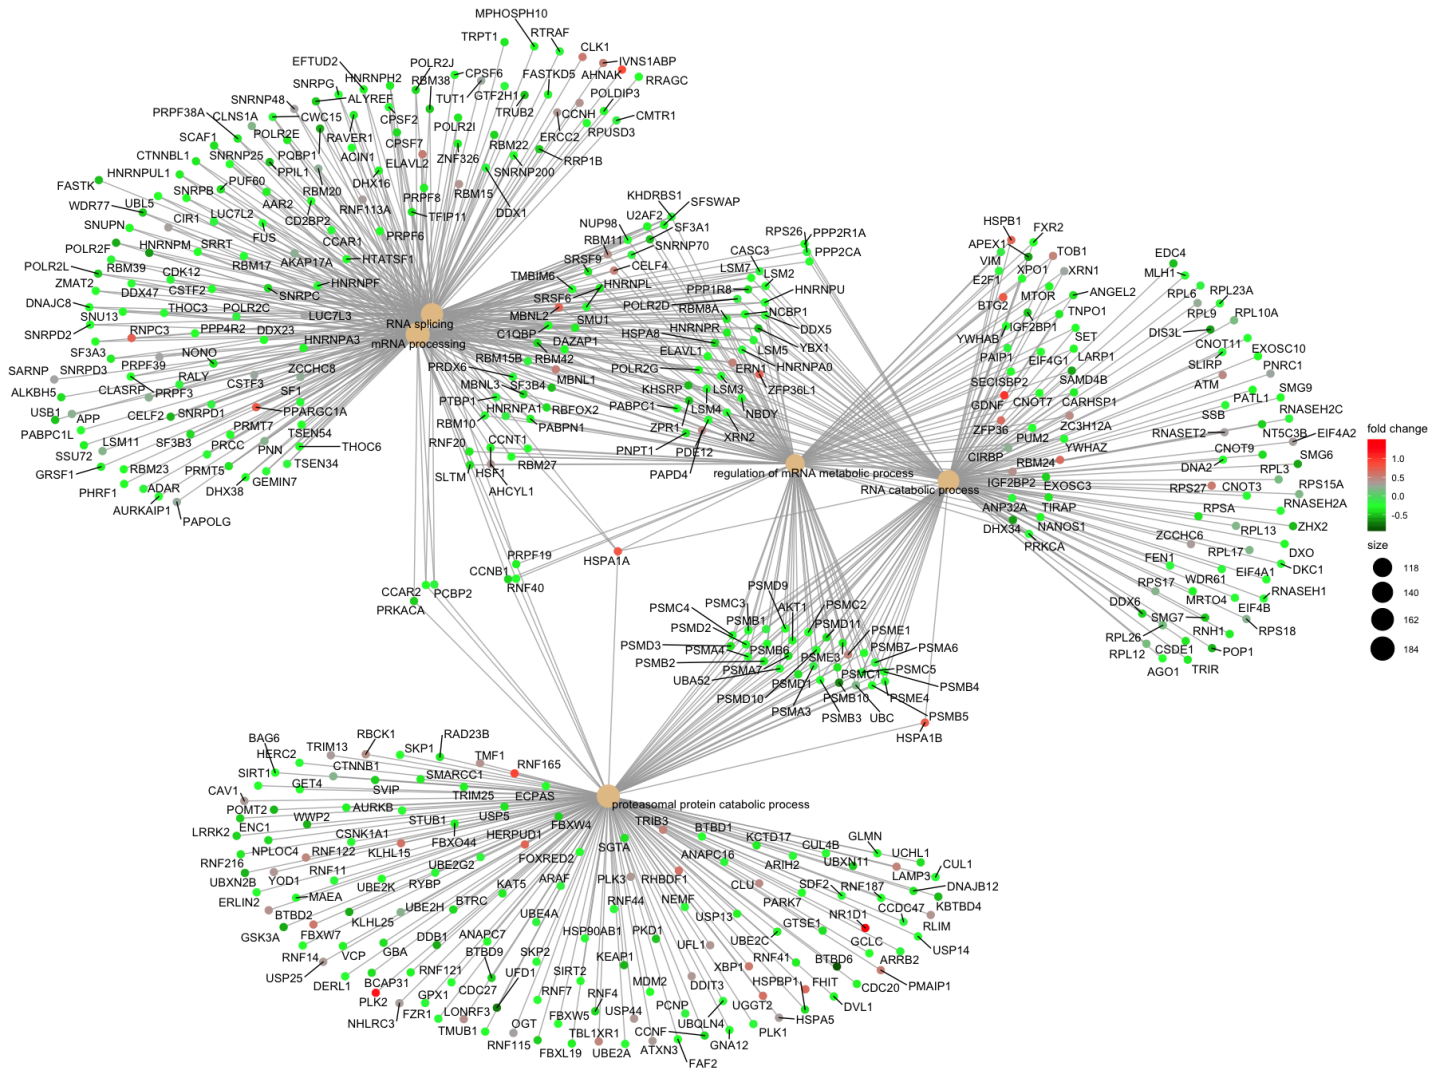 MPHOSPH10
TRPT1
RTRAF
CLK1
IVNS1ABP
AHNAK
RRAGC
EFTUD2
POLR2J
CPSF6
FASTKD5
SNRPG
HNRNPH2
RBM38
GTF2H1
POLDIP3
SNRNP48
ALYREF
TUT1
TRUB2
CCNH
CMTR1
PRPF38A
CLNS1A
CWC15
CPSF2
POLR2I
ERCC2
RPUSD3
SCAF1
POLR2E
RAVER1
CPSF7
RBM22
RRP1B
CTNNBL1
SNRNP25
PQBP1
ACIN1
ELAVL2
ZNF326
SNRNP200
HNRNPUL1
PUF60
PPIL1
DHX16
FASTK
SNRPB
RBM20
PRPF8
RBM15
WDR77
UBL5
AAR2
RNF113A
DDX1
CIR1
LUC7L2
CD2BP2
TFIP11
SNUPN
FUS
CCAR1
PRPF6
POLR2F
HNRNPM
SRRT
AKAP17A
HTATSF1
POLR2L
RBM39
CDK12
RBM17
HNRNPF
ZMAT2
DDX47
CSTF2
SNRPC
DNAJC8
THOC3
POLR2C
LUC7L3
SNU13
RNA splicing
SNRPD2
RNPC3
PPP4R2
DDX23
mRNA processing
SF3A3
NONO
HNRNPA3
SARNP
SNRPD3
PRPF39
RALY
CSTF3
ZCCHC8
ALKBH5
CLASRP
PRPF3
SF1
USB1
APP
CELF2
SNRPD1
PPARGC1A
PABPC1L
PRMT7
TSEN54
LSM11
SF3B3
PRCC
PNN
THOC6
SSU72
TSEN34
GRSF1
RBM23
PRMT5
GEMIN7
PHRF1
ADAR
DHX38
AURKAIP1
PAPOLG
KHDRBS1
SFSWAP
NUP98
U2AF2
SF3A1
RBM11
SNRNP70
SRSF9
CELF4
TMBIM6
HNRNPL
SRSF6
MBNL2
SMU1
C1QBP
DAZAP1
RBM15B
RBM42
PRDX6
MBNL1
MBNL3
SF3B4
PTBP1
HNRNPA1
RBFOX2
RBM10
PABPN1
RNF20
CCNT1
RBM27
SLTM
HSF1
AHCYL1
RPS26
PPP2R1A
CASC3
PPP2CA
LSM7
LSM2
PPP1R8
HNRNPU
POLR2D
RBM8A
NCBP1
HSPA8
HNRNPR
DDX5
ELAVL1
LSM5
YBX1
POLR2G
ERN1
HNRNPA0
ZFP36L1
KHSRP
LSM3
PABPC1
LSM4
NBDY
ZPR1
XRN2
PNPT1
PDE12
PAPD4
regulation of mRNA metabolic process
RNA catabolic process
HSPB1
FXR2
APEX1
TOB1
VIM
XPO1
XRN1
E2F1
MTOR
ANGEL2
BTG2
IGF2BP1
TNPO1
YWHAB
SET
PAIP1
EIF4G1
LARP1
SECISBP2
SAMD4B
GDNF
CNOT7
CARHSP1
ZFP36
ZC3H12A
PUM2
YWHAZ
CIRBP
RBM24
IGF2BP2
EXOSC3
ANP32A
TIRAP
DHX34
NANOS1
PRKCA
EDC4
MLH1
RPL6
RPL23A
RPL9
RPL10A
DIS3L
CNOT11
EXOSC10
SLIRP
PNRC1
ATM
SMG9
PATL1
RNASEH2C
SSB
RNASET2
NT5C3B
EIF4A2
CNOT9
SMG6
DNA2
RPL3
RPS27
CNOT3
RPS15A
RPSA
RNASEH2A
RPL13
ZHX2
ZCCHC6
RPL17
DXO
FEN1
DKC1
EIF4A1
RPS17
WDR61
RNASEH1
MRTO4
DDX6
EIF4B
SMG7
RPS18
RPL26
RNH1
CSDE1
POP1
RPL12
AGO1
TRIR
fold change
1.0
0.5
0.0
-0.5
size
118
140
162
184
PRPF19
CCNB1
RNF40
HSPA1A
CCAR2
PCBP2
PRKACA
PSMD9
PSMC3
AKT1
PSMC2
PSMC4
PSMB1
PSMD11
PSMD2
PSME1
PSMD3
PSMA4
PSMB6
PSME3
PSMB7
PSMA6
PSMB2
PSMA7
PSMC1
PSMC5
UBA52
PSMD1
PSMB4
PSMD10
PSMB10
PSME4
PSMA3
PSMB3
UBC
PSMB5
HSPA1B
proteasomal protein catabolic process
BAG6
HERC2
TRIM13
RBCK1
SKP1
RAD23B
TMF1
RNF165
SIRT1
CTNNB1
SMARCC1
GET4
SVIP
TRIM25
ECPAS
CAV1
POMT2
AURKB
USP5
WWP2
STUB1
FBXW4
LRRK2
ENC1
CSNK1A1
FBXO44
HERPUD1
RNF216
NPLOC4
RNF122
KLHL15
UBE2G2
FOXRED2
UBXN2B
YOD1
RNF11
UBE2K
RYBP
ERLIN2
MAEA
UBE2H
BTRC
KAT5
ARAF
BTBD2
KLHL25
GSK3A
FBXW7
UBE4A
RNF14
VCP
GBA
DDB1
ANAPC7
USP25
BTBD9
SKP2
DERL1
BCAP31
RNF121
UFD1
PLK2
GPX1
CDC27
NHLRC3
FZR1
LONRF3
TMUB1
OGT
RNF115
TRIB3
BTBD1
KCTD17
GLMN
SGTA
CUL4B
UCHL1
ANAPC16
ARIH2
UBXN11
CUL1
PLK3
RHBDF1
LAMP3
CLU
SDF2
RNF187
DNAJB12
RNF44
NEMF
PARK7
KBTBD4
USP13
GTSE1
NR1D1
CCDC47
RLIM
HSP90AB1
PKD1
UBE2C
GCLC
USP14
UFL1
ARRB2
KEAP1
XBP1
RNF41
BTBD6
SIRT2
MDM2
DDIT3
HSPBP1
FHIT
CDC20
PMAIP1
RNF7
RNF4
UGGT2
DVL1
FBXW5
USP44
PCNP
UBQLN4
HSPA5
TBL1XR1
CCNF
PLK1
FBXL19
UBE2A
ATXN3
GNA12
FAF2